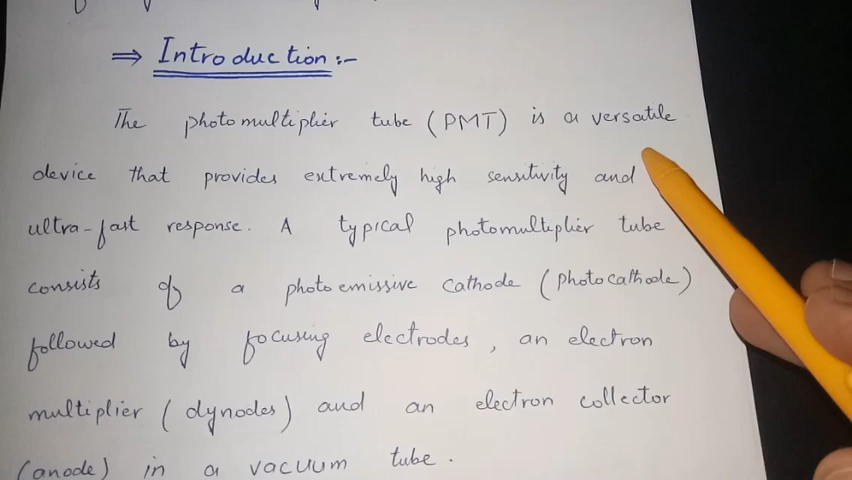 ⇒ Introduction :-
The photomultiplier tube (PMT) is a versatile
device that provides extremely high sensitivity and
ultra-fast response. A typical photomultiplier tube
consists of a photoemissive cathode (photocathode)
followed by focusing electrodes, an electron
multiplier (dynodes) and an electron collector
(anode) in a vacuum tube.